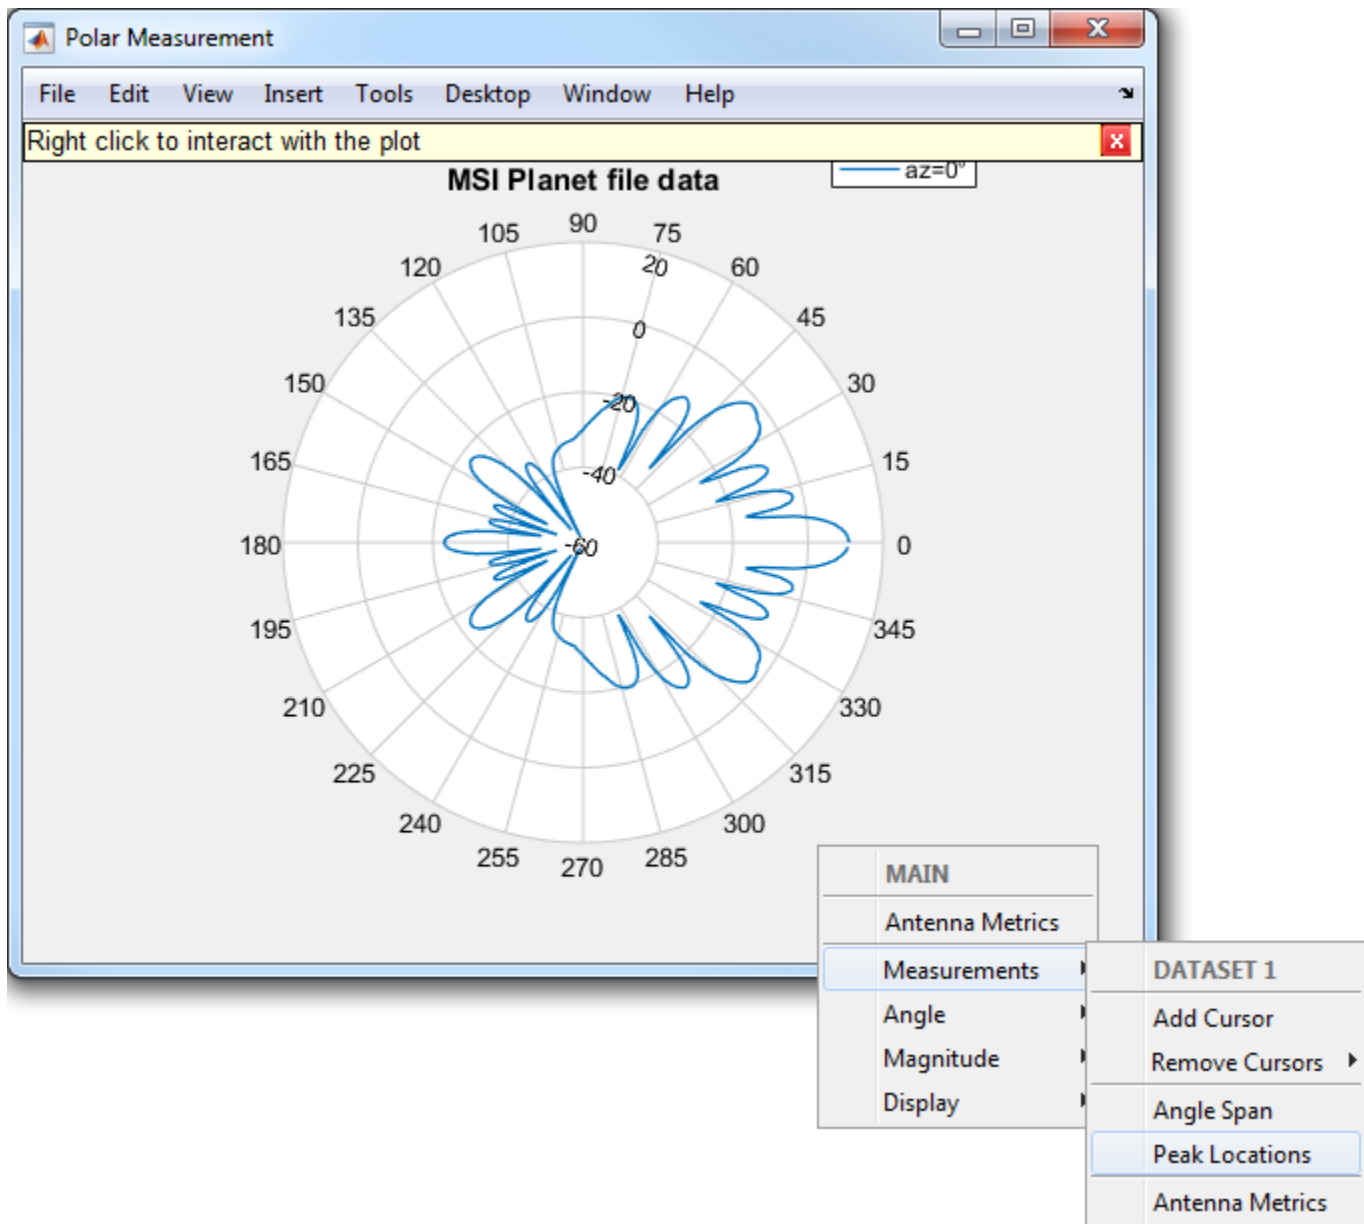 Polar Measurement
File Edit View Insert Tools Desktop Window Help
Right click to interact with the plot
MSI Planet file data
az=0°
90
105
75
120
20
60
135
0
45
150
30
-20
165
15
-40
180
-60
0
195
345
210
330
225
315
240
300
255
285
270
MAIN
Antenna Metrics
Measurements
Angle
Magnitude
Display
DATASET 1
Add Cursor
Remove Cursors
Angle Span
Peak Locations
Antenna Metrics